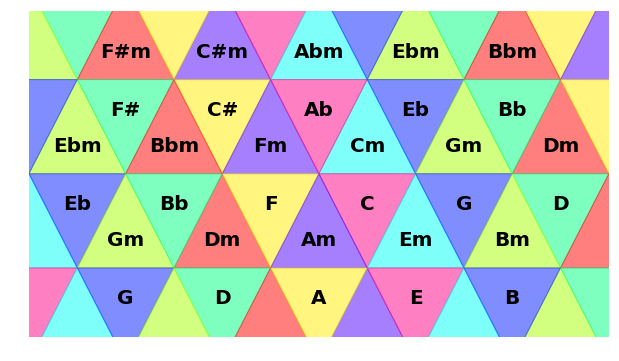 F#m C#m Abm Ebm Bbm
F# C# Ab Eb Bb
Ebm Bbm Fm Cm Gm Dm
Eb Bb F C G D
Gm Dm Am Em Bm
G D A E B